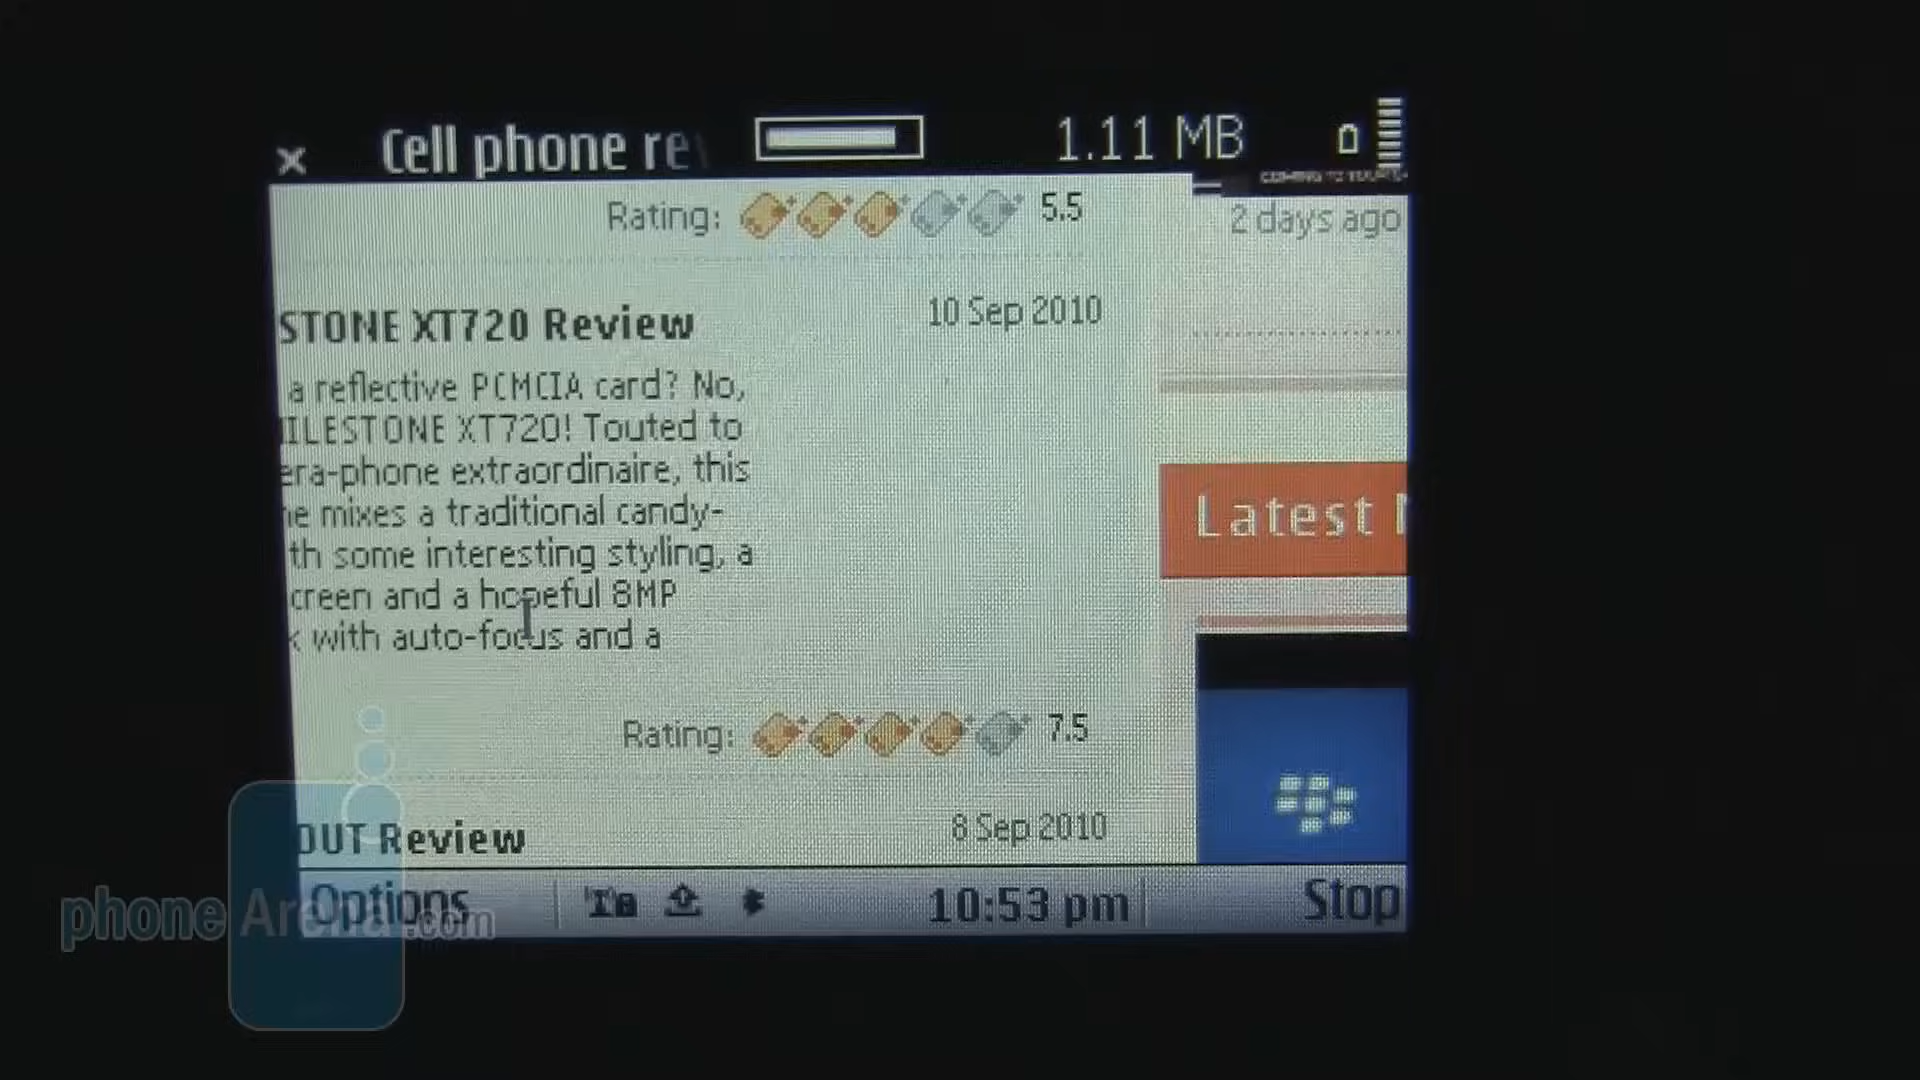 × Cell phone re 1.11 MB
Rating: 5.5
2 days ago
STONE XT720 Review
10 Sep 2010
a reflective PCMCIA card? No,
MILESTONE XT720! Touted to
era-phone extraordinaire, this
ne mixes a traditional candy-
th some interesting styling, a
creen and a hopeful 8MP
k with auto-focus and a
Latest
Rating: 7.5
OUT Review
8 Sep 2010
Options 10:53 pm Stop
phoneArena.com